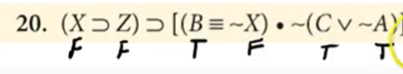 20. (X ⊃ Z) ⊃ [(B ≡ ~X) • ~(C ∨ ~A)]
F F T F T T